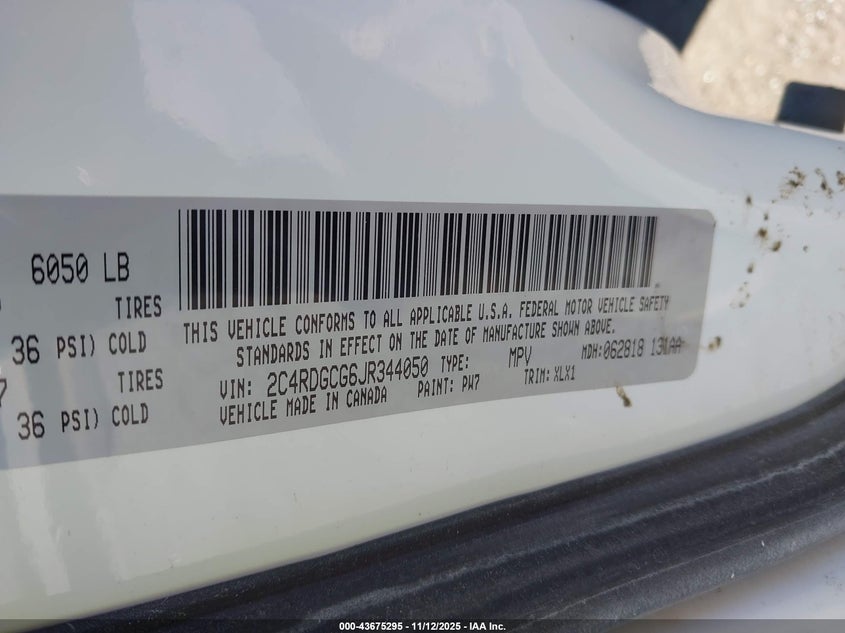 6050 LB
TIRES
36 PSI) COLD
TIRES
36 PSI) COLD
THIS VEHICLE CONFORMS TO ALL APPLICABLE U.S.A. FEDERAL MOTOR VEHICLE SAFETY
STANDARDS IN EFFECT ON THE DATE OF MANUFACTURE SHOWN ABOVE.
VIN: 2C4RDGCG6JR344050 TYPE: MPV MDH: 062818
VEHICLE MADE IN CANADA PAINT: PW7 TRIM: XLX1
000-43675295 - 11/12/2025 - IAA Inc.